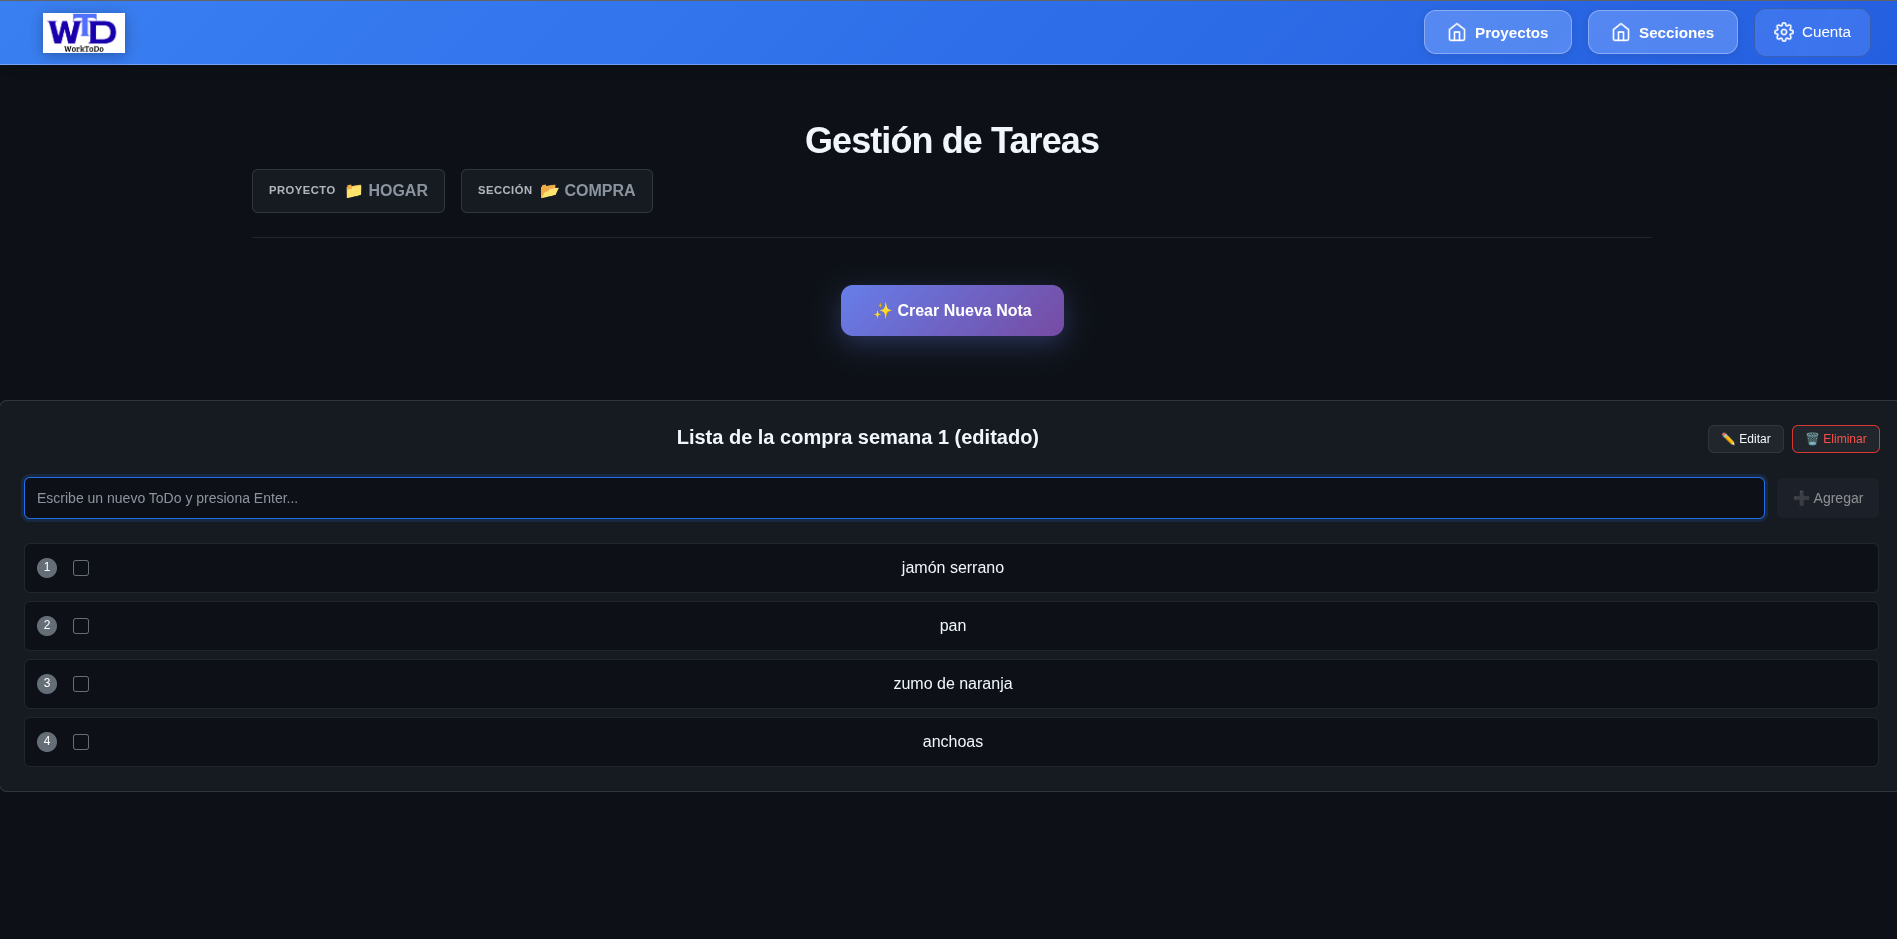 WTD
WorkToDo
Proyectos
Secciones
Cuenta
Gestión de Tareas
PROYECTO 📁 HOGAR
SECCIÓN 📂 COMPRA
✨ Crear Nueva Nota
Lista de la compra semana 1 (editado)
✏️ Editar
🗑️ Eliminar
Escribe un nuevo ToDo y presiona Enter...
➕ Agregar
1 jamón serrano
2 pan
3 zumo de naranja
4 anchoas